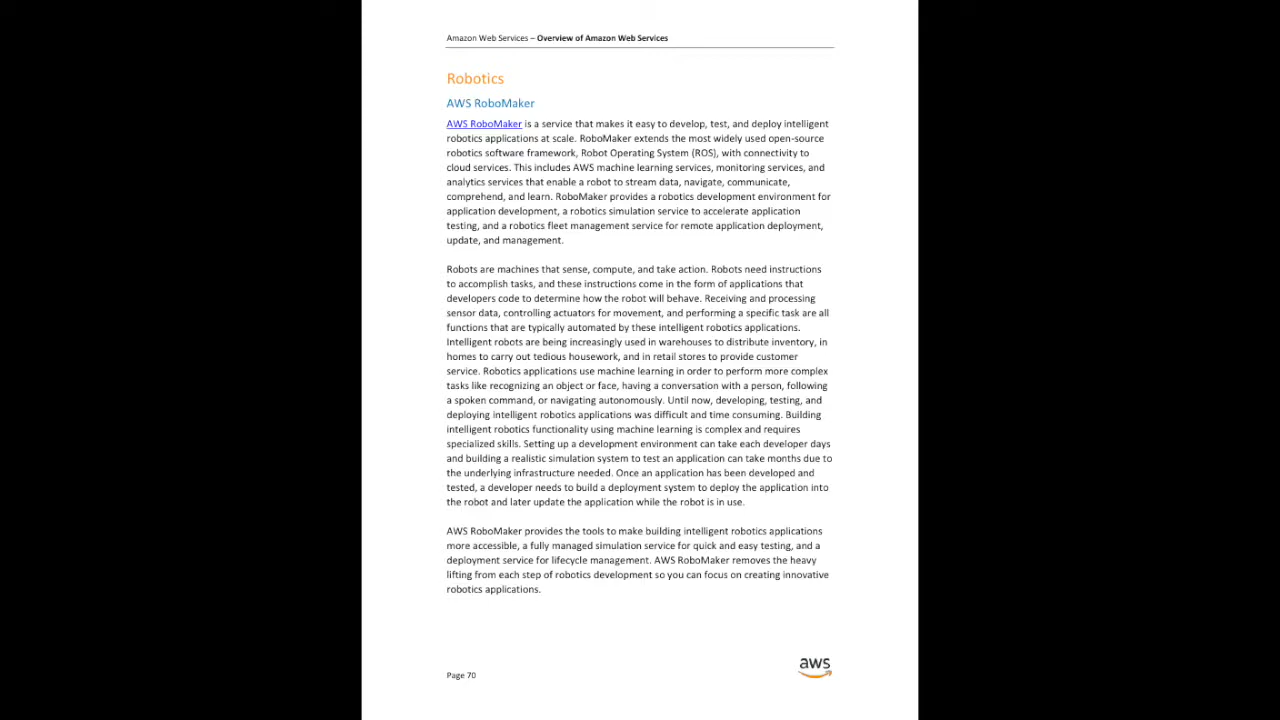 Amazon Web Services – Overview of Amazon Web Services
Robotics
AWS RoboMaker
AWS RoboMaker is a service that makes it easy to develop, test, and deploy intelligent
robotics applications at scale. RoboMaker extends the most widely used open-source
robotics software framework, Robot Operating System (ROS), with connectivity to
cloud services. This includes AWS machine learning services, monitoring services, and
analytics services that enable a robot to stream data, navigate, communicate,
comprehend, and learn. RoboMaker provides a robotics development environment for
application development, a robotics simulation service to accelerate application
testing, and a robotics fleet management service for remote application deployment,
update, and management.
Robots are machines that sense, compute, and take action. Robots need instructions
to accomplish tasks, and these instructions come in the form of applications that
developers code to determine how the robot will behave. Receiving and processing
sensor data, controlling actuators for movement, and performing a specific task are all
functions that are typically automated by these intelligent robotics applications.
Intelligent robots are being increasingly used in warehouses to distribute inventory, in
homes to carry out tedious housework, and in retail stores to provide customer
service. Robotics applications use machine learning in order to perform more complex
tasks like recognizing an object or face, having a conversation with a person, following
a spoken command, or navigating autonomously. Until now, developing, testing, and
deploying intelligent robotics applications was difficult and time consuming. Building
intelligent robotics functionality using machine learning is complex and requires
specialized skills. Setting up a development environment can take each developer days
and building a realistic simulation system to test an application can take months due to
the underlying infrastructure needed. Once an application has been developed and
tested, a developer needs to build a deployment system to deploy the application into
the robot and later update the application while the robot is in use.
AWS RoboMaker provides the tools to make building intelligent robotics applications
more accessible, a fully managed simulation service for quick and easy testing, and a
deployment service for lifecycle management. AWS RoboMaker removes the heavy
lifting from each step of robotics development so you can focus on creating innovative
robotics applications.
aws
Page 70